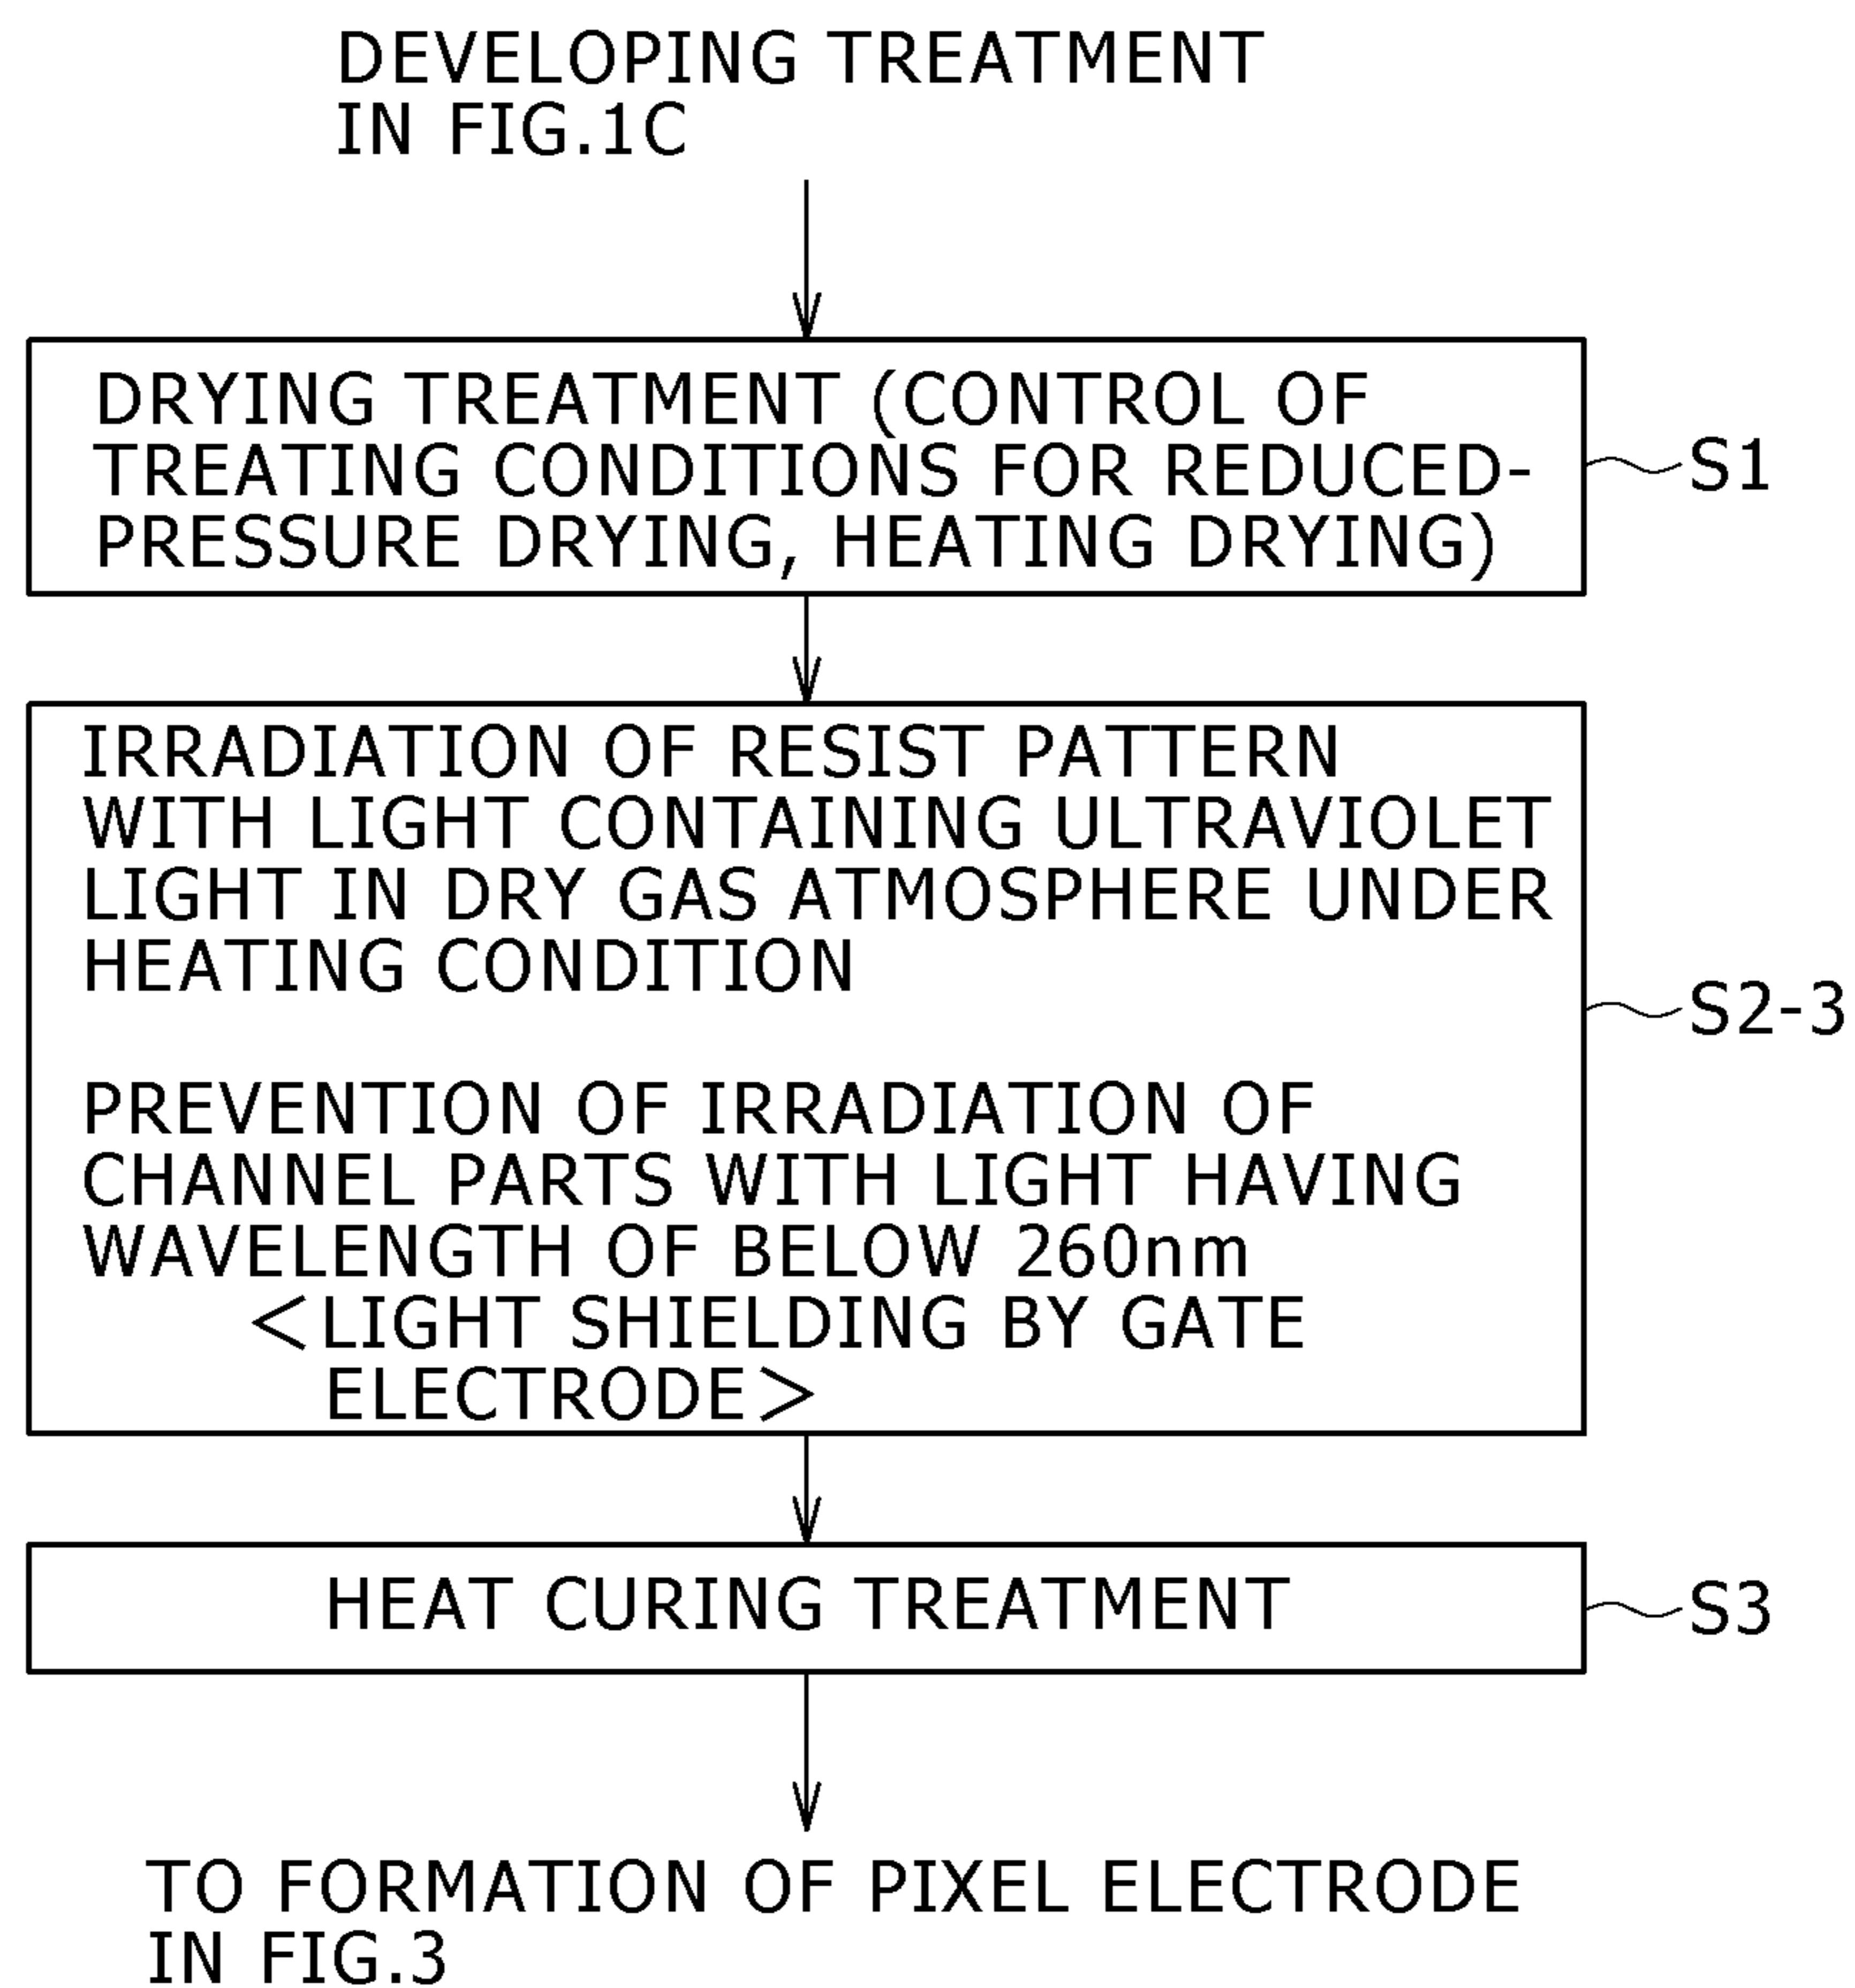 DEVELOPING TREATMENT
IN FIG.1C
DRYING TREATMENT (CONTROL OF
TREATING CONDITIONS FOR REDUCED-
PRESSURE DRYING, HEATING DRYING)
S1
IRRADIATION OF RESIST PATTERN
WITH LIGHT CONTAINING ULTRAVIOLET
LIGHT IN DRY GAS ATMOSPHERE UNDER
HEATING CONDITION
PREVENTION OF IRRADIATION OF
CHANNEL PARTS WITH LIGHT HAVING
WAVELENGTH OF BELOW 260nm
<LIGHT SHIELDING BY GATE
ELECTRODE>
S2-3
HEAT CURING TREATMENT
S3
TO FORMATION OF PIXEL ELECTRODE
IN FIG.3